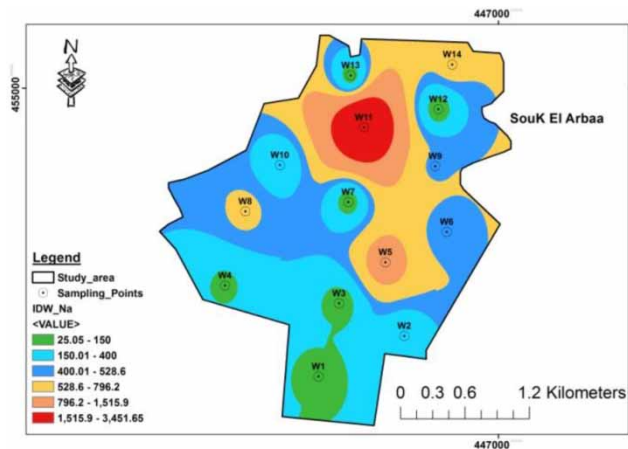 447000
N
455000
W13
W14
W12
W11
SouK El Arbaa
W9
W10
W7
W8
W6
W5
W4
W3
W2
W1
Legend
Study_area
Sampling_Points
IDW_Na
<VALUE>
25.05 - 150
150.01 - 400
400.01 - 528.6
528.6 - 796.2
796.2 - 1,515.9
1,515.9 - 3,451.65
0 0.3 0.6 1.2 Kilometers
447000